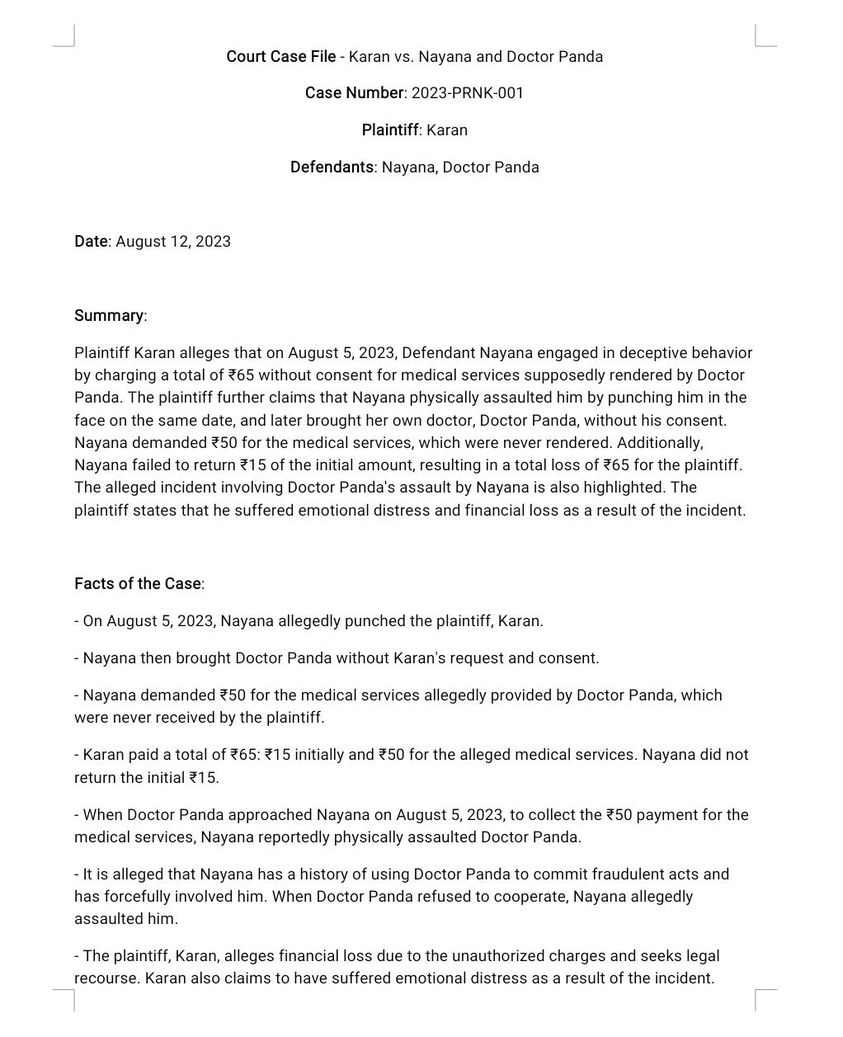 Court Case File - Karan vs. Nayana and Doctor Panda
Case Number: 2023-PRNK-001
Plaintiff: Karan
Defendants: Nayana, Doctor Panda
Date: August 12, 2023
Summary:
Plaintiff Karan alleges that on August 5, 2023, Defendant Nayana engaged in deceptive behavior
by charging a total of ₹65 without consent for medical services supposedly rendered by Doctor
Panda. The plaintiff further claims that Nayana physically assaulted him by punching him in the
face on the same date, and later brought her own doctor, Doctor Panda, without his consent.
Nayana demanded ₹50 for the medical services, which were never rendered. Additionally,
Nayana failed to return ₹15 of the initial amount, resulting in a total loss of ₹65 for the plaintiff.
The alleged incident involving Doctor Panda's assault by Nayana is also highlighted. The
plaintiff states that he suffered emotional distress and financial loss as a result of the incident.
Facts of the Case:
- On August 5, 2023, Nayana allegedly punched the plaintiff, Karan.
- Nayana then brought Doctor Panda without Karan's request and consent.
- Nayana demanded ₹50 for the medical services allegedly provided by Doctor Panda, which
were never received by the plaintiff.
- Karan paid a total of ₹65: ₹15 initially and ₹50 for the alleged medical services. Nayana did not
return the initial ₹15.
- When Doctor Panda approached Nayana on August 5, 2023, to collect the ₹50 payment for the
medical services, Nayana reportedly physically assaulted Doctor Panda.
- It is alleged that Nayana has a history of using Doctor Panda to commit fraudulent acts and
has forcefully involved him. When Doctor Panda refused to cooperate, Nayana allegedly
assaulted him.
- The plaintiff, Karan, alleges financial loss due to the unauthorized charges and seeks legal
recourse. Karan also claims to have suffered emotional distress as a result of the incident.